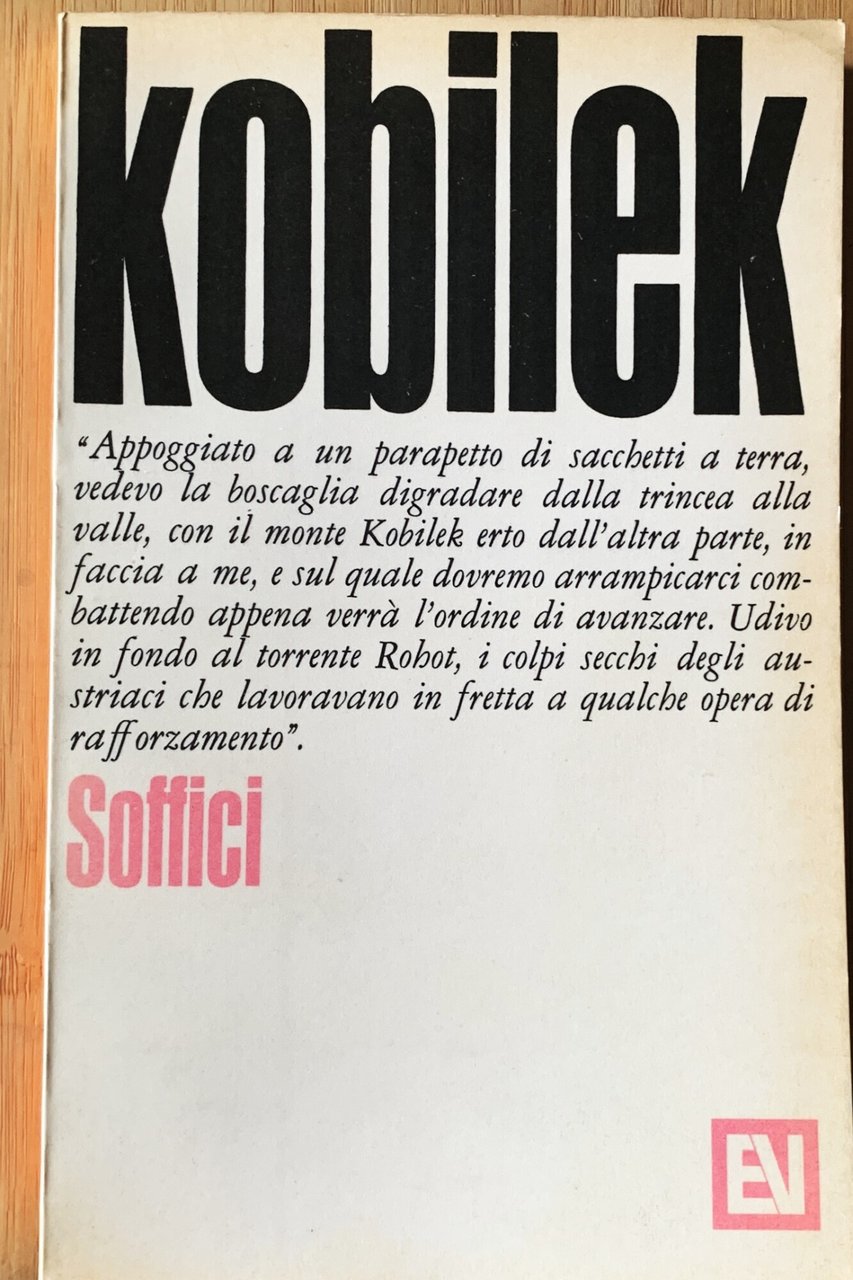 kobilek
“Appoggiato a un parapetto di sacchetti a terra,
vedevo la boscaglia digradare dalla trincea alla
valle, con il monte Kobilek erto dall’altra parte, in
faccia a me, e sul quale dovremo arrampicarci com-
battendo appena verrà l’ordine di avanzare. Udivo
in fondo al torrente Rohot, i colpi secchi degli au-
striaci che lavoravano in fretta a qualche opera di
rafforzamento”.
Soffici
EV